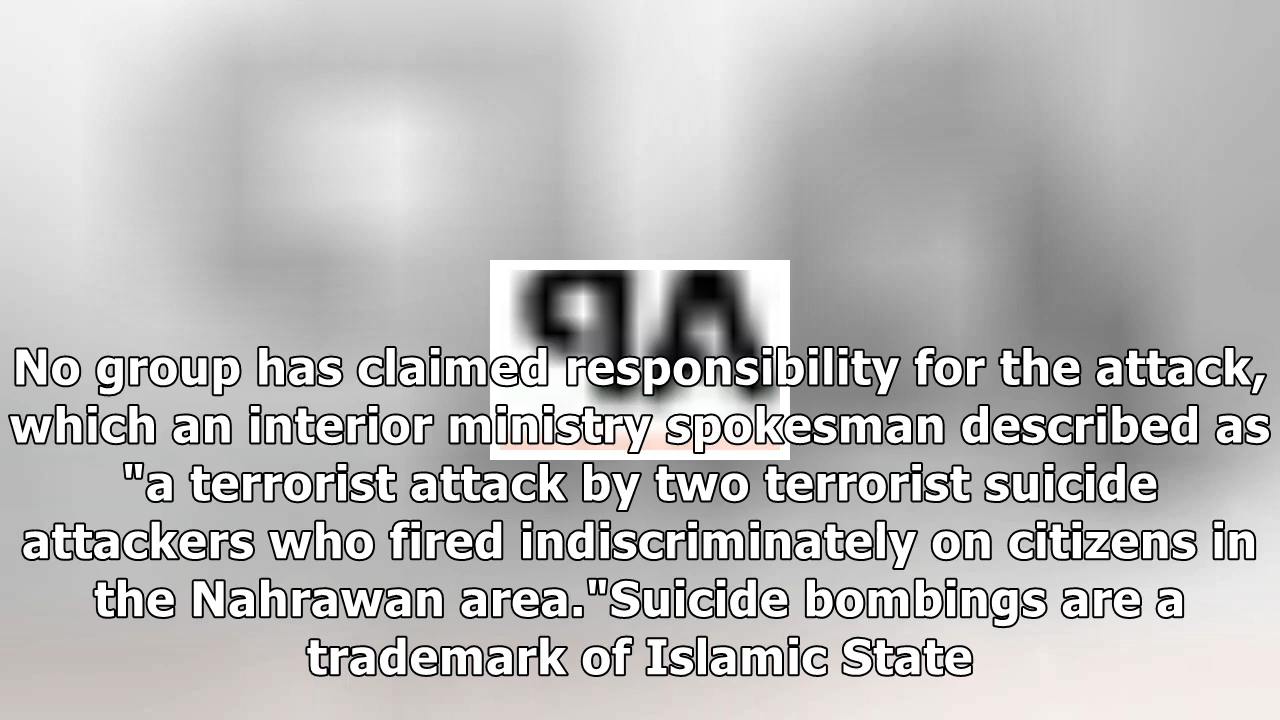 AP
No group has claimed responsibility for the attack,
which an interior ministry spokesman described as
"a terrorist attack by two terrorist suicide
attackers who fired indiscriminately on citizens in
the Nahrawan area."Suicide bombings are a
trademark of Islamic State